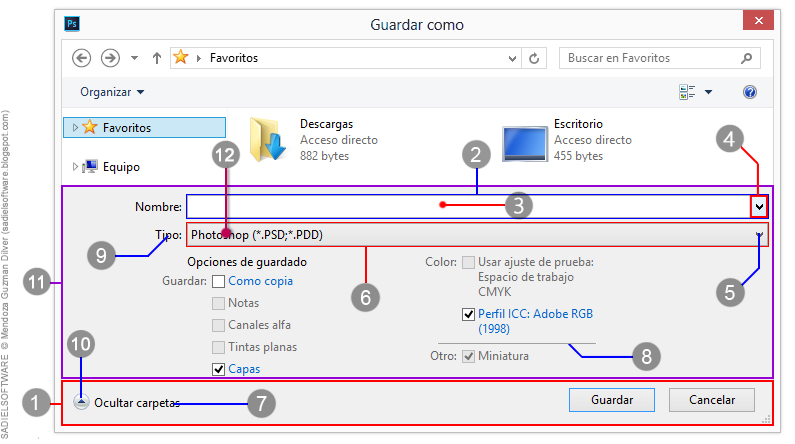 Ps
Guardar como
Favoritos
Buscar en Favoritos
Organizar
Favoritos
Descargas
Acceso directo
882 bytes
Escritorio
Acceso directo
455 bytes
Equipo
12
2
4
Nombre:
3
Tipo:
Photoshop (*.PSD;*.PDD)
9
Opciones de guardado
Guardar:
Como copia
Notas
Canales alfa
Tintas planas
Capas
Color:
Usar ajuste de prueba:
Espacio de trabajo
CMYK
Perfil ICC: Adobe RGB
(1998)
Otro:
Miniatura
6
5
11
8
10
1
Ocultar carpetas
7
Guardar
Cancelar
SADIELSOFTWARE © Mendoza Guzman Dilver (sadielsoftware.blogspot.com)